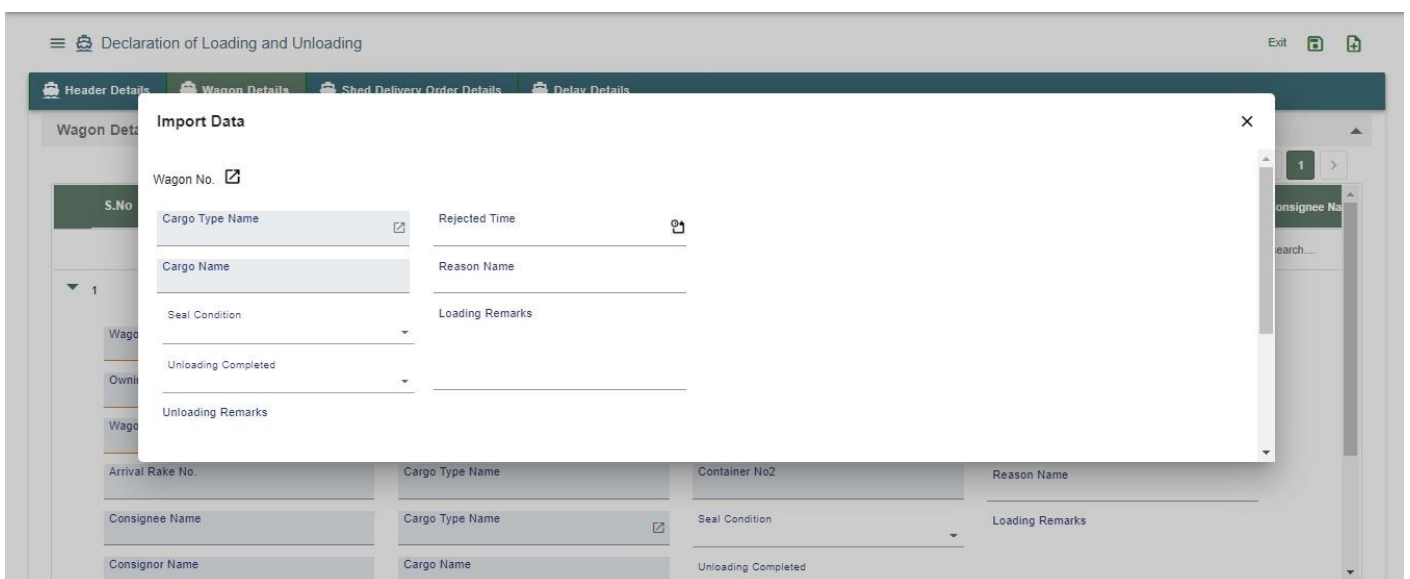 Declaration of Loading and Unloading Exit
Header Details Wagon Details Shed Delivery Order Details Delay Details
Import Data
Wagon No.
1
S.No
Cargo Type Name Rejected Time
Cargo Name Reason Name
1
Seal Condition Loading Remarks
Unloading Completed
Unloading Remarks
Arrival Rake No. Cargo Type Name Container No2 Reason Name
Consignee Name Cargo Type Name Seal Condition Loading Remarks
Consignor Name Cargo Name Unloading Completed